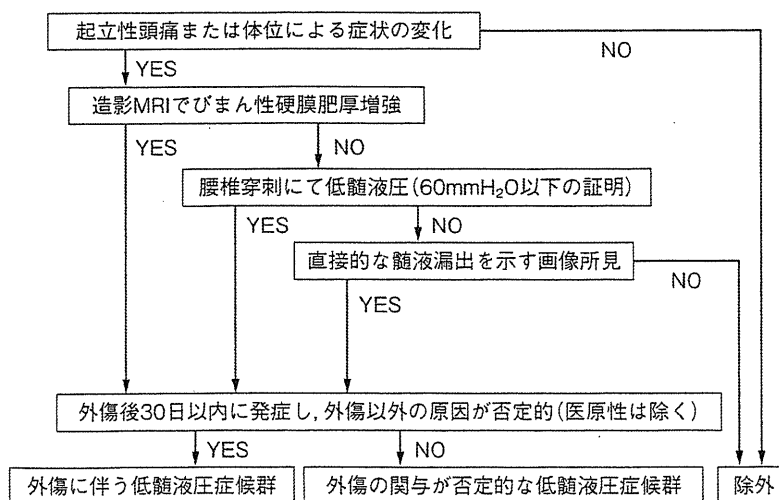 起立性頭痛または体位による症状の変化
NO
YES
造影MRIでびまん性硬膜肥厚増強
YES
NO
腰椎穿刺にて低髄液圧(60mmH₂O以下の証明)
YES
NO
直接的な髄液漏出を示す画像所見
NO
YES
外傷後30日以内に発症し,外傷以外の原因が否定的(医原性は除く)
YES
NO
外傷に伴う低髄液圧症候群
外傷の関与が否定的な低髄液圧症候群
除外